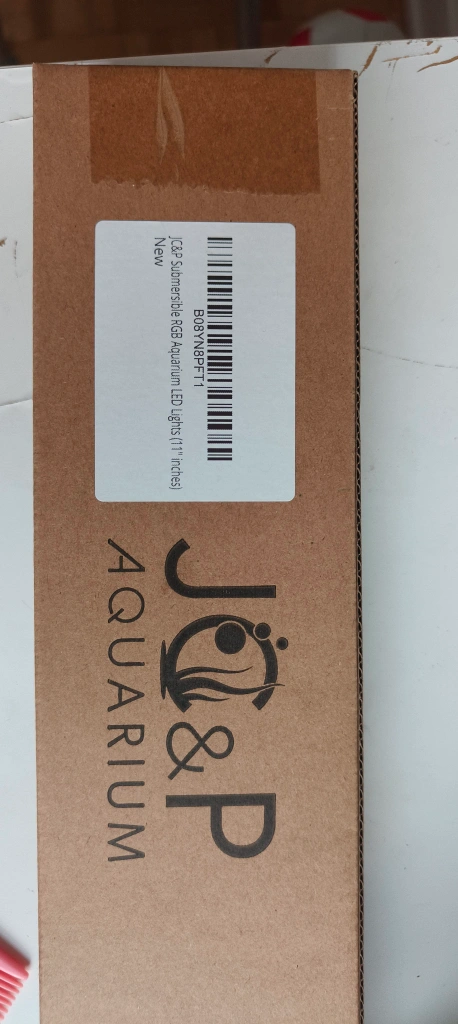 B08YN8PFT1
JC&P Submersible RGB Aquarium LED Lights (11" inches)
New
JC&P
AQUARIUM